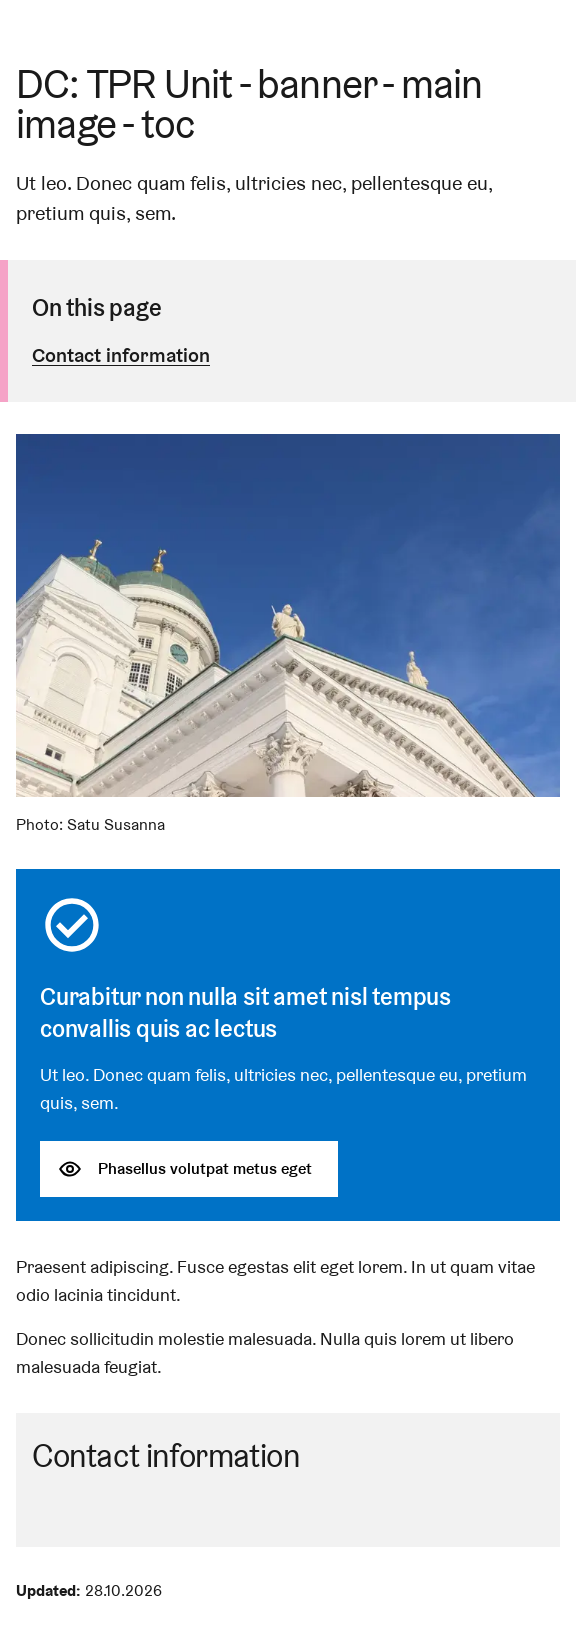 DC: TPR Unit - banner - main
image - toc
Ut leo. Donec quam felis, ultricies nec, pellentesque eu,
pretium quis, sem.
On this page
Contact information
Photo: Satu Susanna
Curabitur non nulla sit amet nisl tempus
convallis quis ac lectus
Ut leo. Donec quam felis, ultricies nec, pellentesque eu, pretium
quis, sem.
Phasellus volutpat metus eget
Praesent adipiscing. Fusce egestas elit eget lorem. In ut quam vitae
odio lacinia tincidunt.
Donec sollicitudin molestie malesuada. Nulla quis lorem ut libero
malesuada feugiat.
Contact information
Updated: 28.10.2026